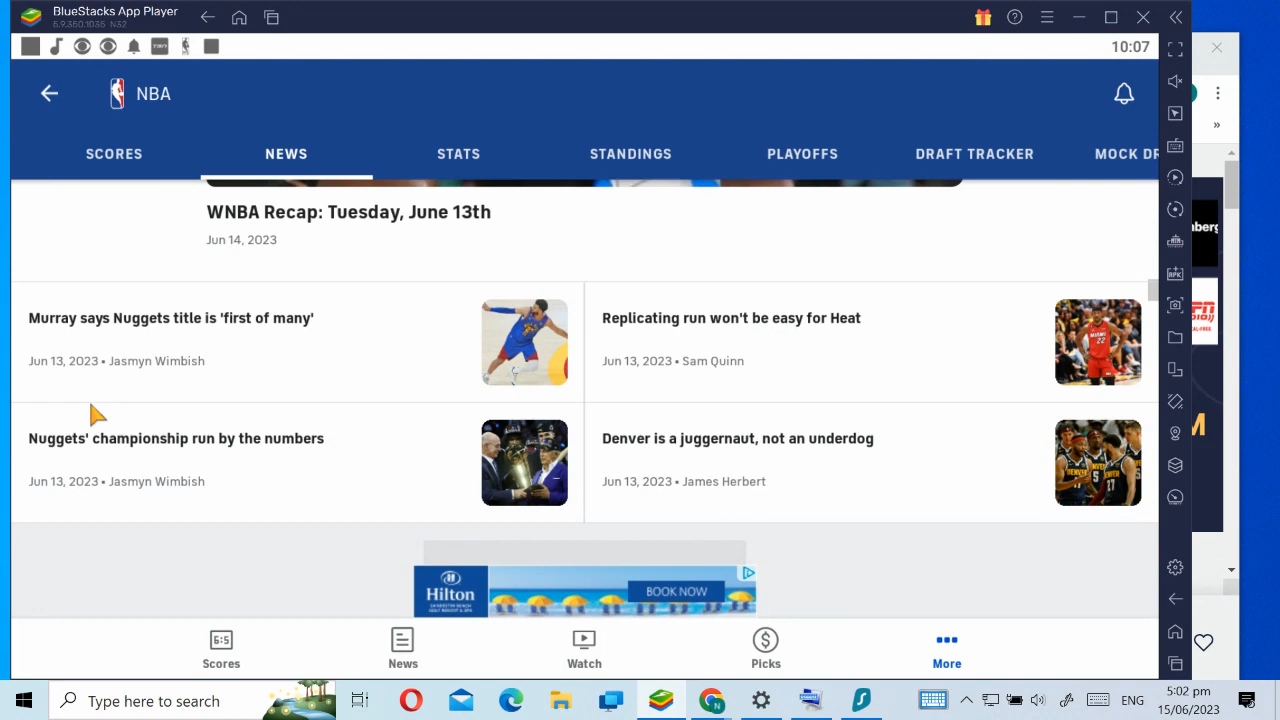 BlueStacks App Player
5.9.350.1035 N32
10:07
NBA
SCORES NEWS STATS STANDINGS PLAYOFFS DRAFT TRACKER MOCK DR
WNBA Recap: Tuesday, June 13th
Jun 14, 2023
Murray says Nuggets title is 'first of many'
Jun 13, 2023 • Jasmyn Wimbish
Replicating run won't be easy for Heat
Jun 13, 2023 • Sam Quinn
Nuggets' championship run by the numbers
Jun 13, 2023 • Jasmyn Wimbish
Denver is a juggernaut, not an underdog
Jun 13, 2023 • James Herbert
Hilton
BOOK NOW
Scores News Watch Picks More
Type here to search
ENG
5:02 pm
15/06/2023